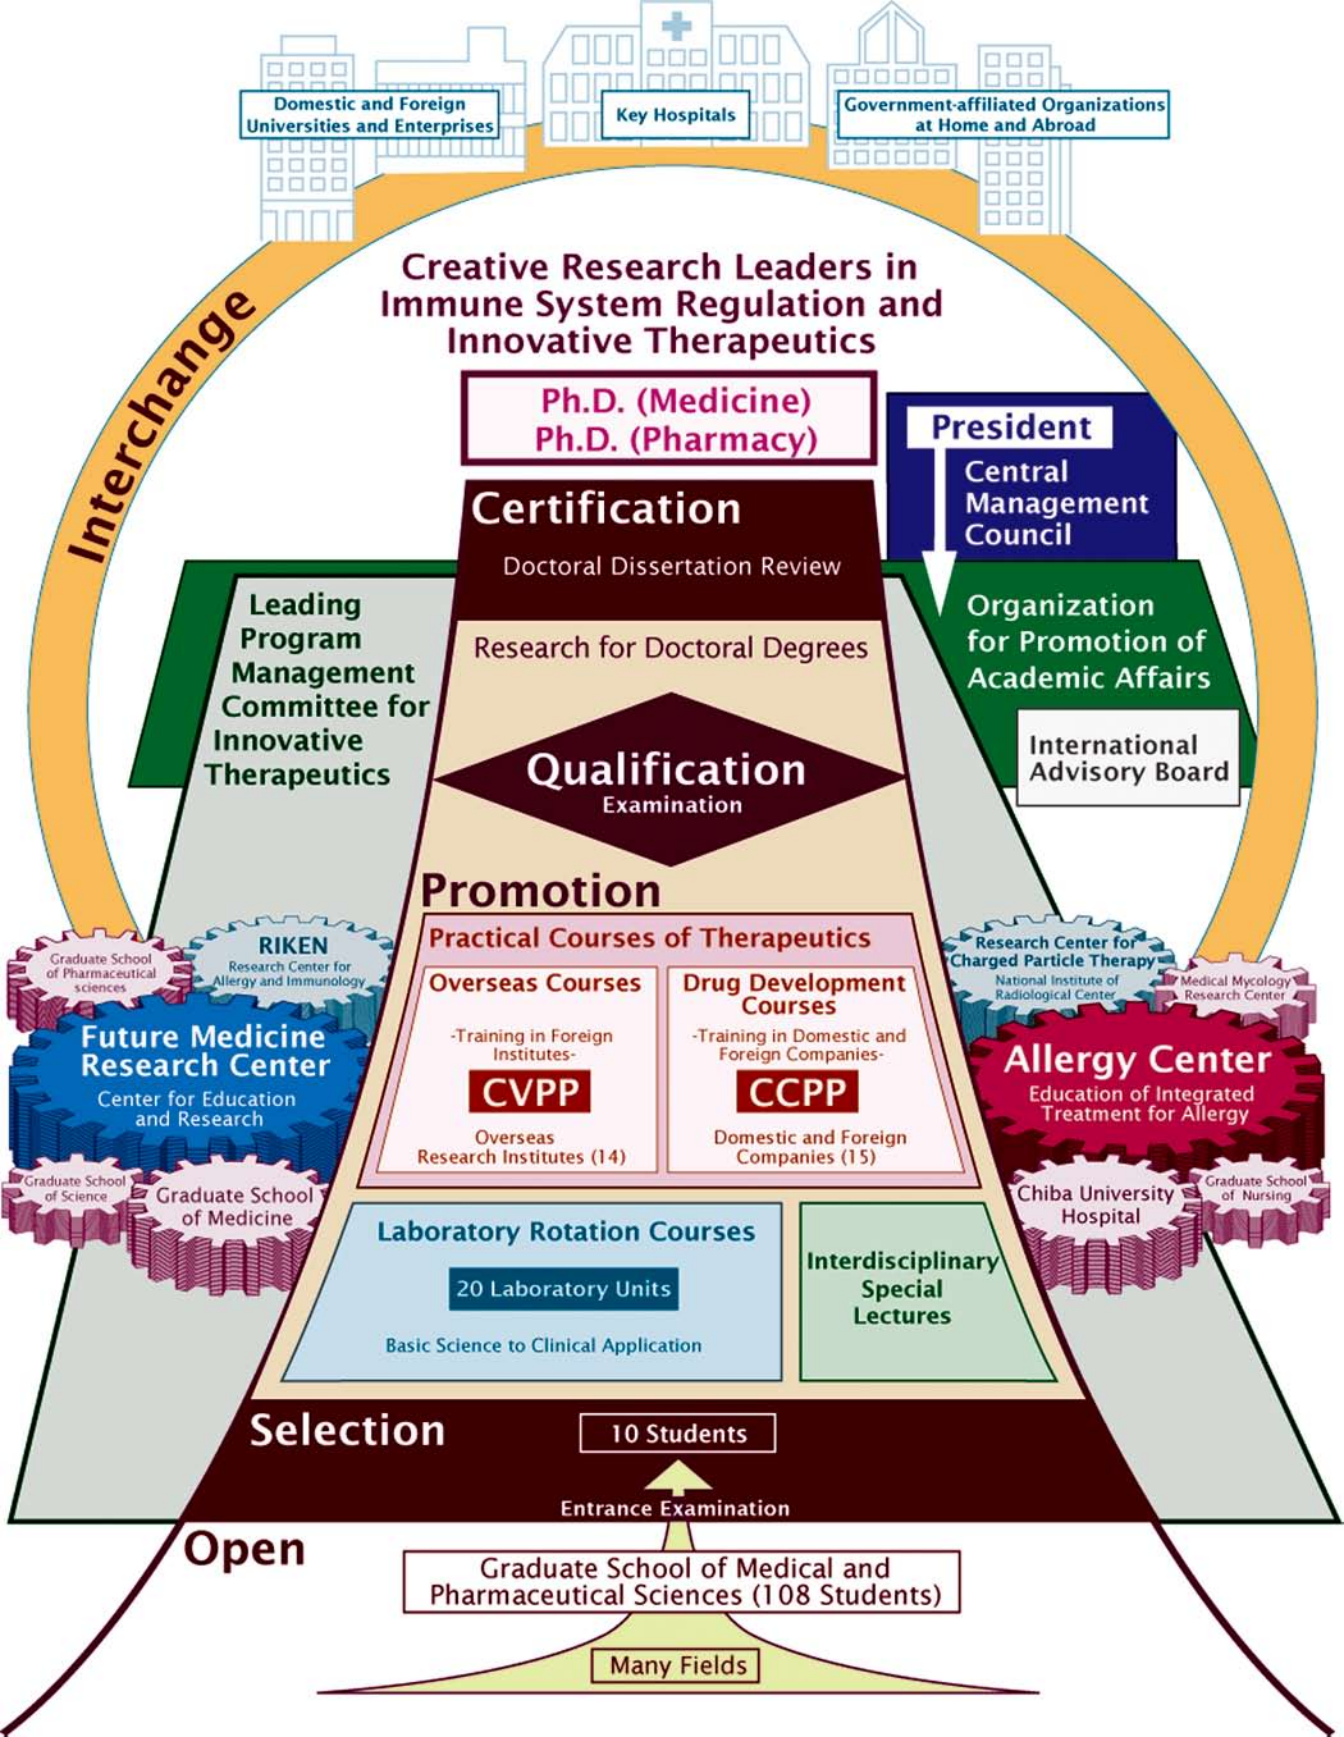 Domestic and Foreign
Universities and Enterprises
Key Hospitals
Government-affiliated Organizations
at Home and Abroad
Interchange
Creative Research Leaders in
Immune System Regulation and
Innovative Therapeutics
Ph.D. (Medicine)
Ph.D. (Pharmacy)
President
Central
Management
Council
Certification
Doctoral Dissertation Review
Leading
Program
Management
Committee for
Innovative
Therapeutics
Research for Doctoral Degrees
Organization
for Promotion of
Academic Affairs
International
Advisory Board
Qualification
Examination
Promotion
Practical Courses of Therapeutics
Overseas Courses
-Training in Foreign
Institutes-
CVPP
Overseas
Research Institutes (14)
Drug Development
Courses
-Training in Domestic and
Foreign Companies-
CCPP
Domestic and Foreign
Companies (15)
Graduate School
of Pharmaceutical
sciences
RIKEN
Research Center for
Allergy and Immunology
Future Medicine
Research Center
Center for Education
and Research
Graduate School
of Science
Graduate School
of Medicine
Research Center for
Charged Particle Therapy
National Institute of
Radiological Center
Medical Mycology
Research Center
Allergy Center
Education of Integrated
Treatment for Allergy
Chiba University
Hospital
Graduate School
of Nursing
Laboratory Rotation Courses
20 Laboratory Units
Basic Science to Clinical Application
Interdisciplinary
Special
Lectures
Selection
10 Students
Entrance Examination
Open
Graduate School of Medical and
Pharmaceutical Sciences (108 Students)
Many Fields